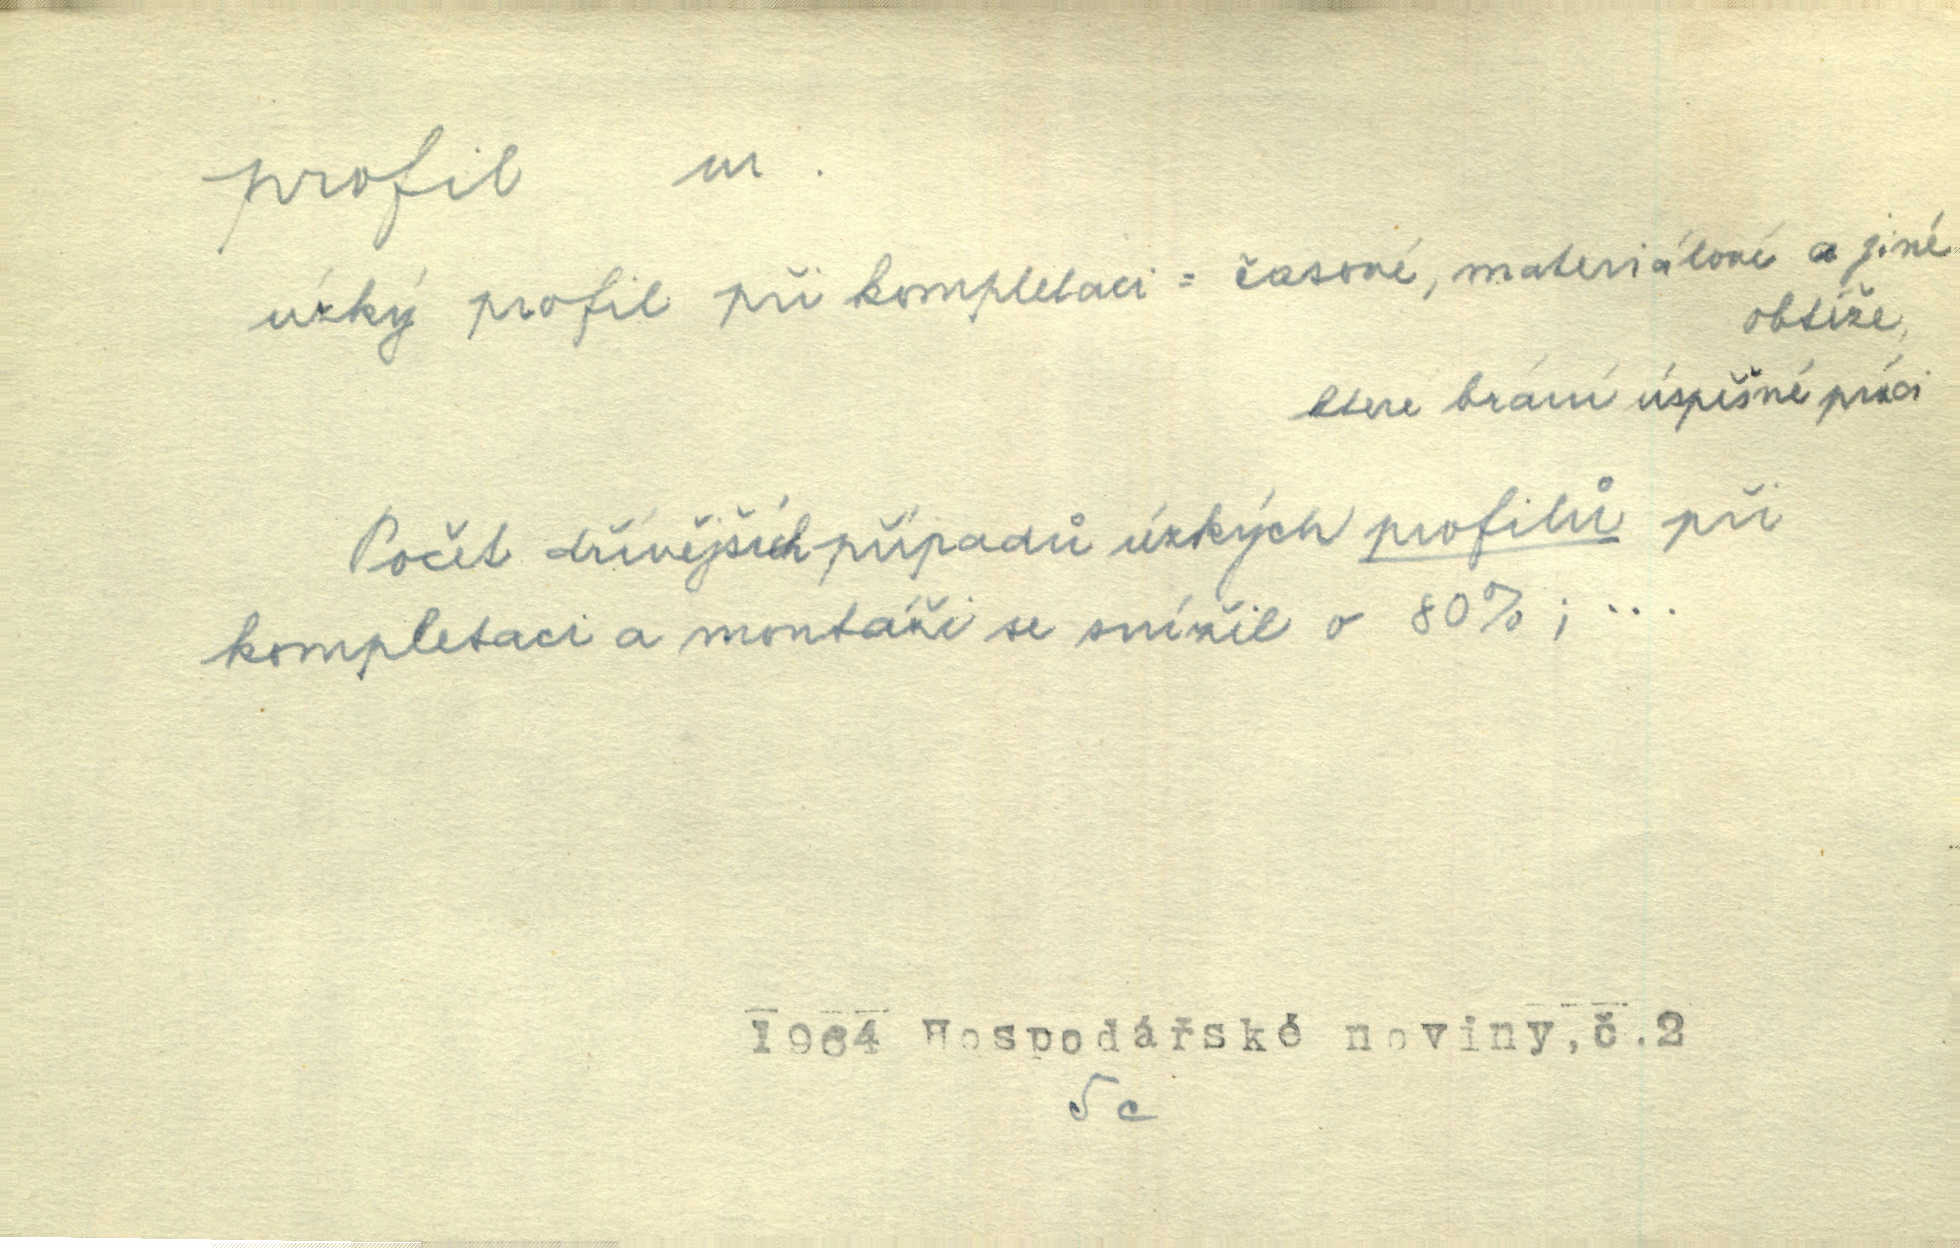 profil m.
úzký profil při kompletaci = časové, materiálové a jiné
obtíže,
ktere brání úspěšné práci
Počet dřívějších případů úzkých profilů při
kompletaci a montáži se snížil o 80%; ...
1964 Hospodářské noviny,č.2
5c